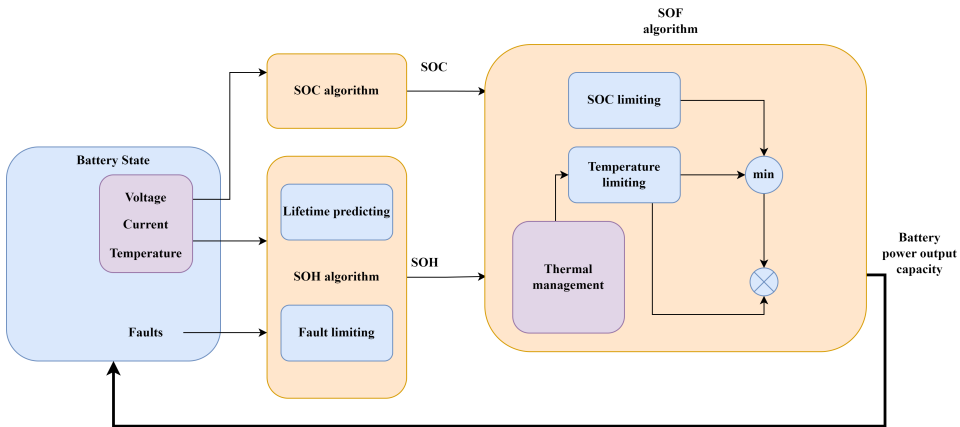 SOF
algorithm
SOC
SOC algorithm
SOC limiting
Battery State
Voltage
Current
Temperature
Faults
Lifetime predicting
SOH algorithm
Fault limiting
SOH
Temperature
limiting
min
Thermal
management
Battery
power output
capacity